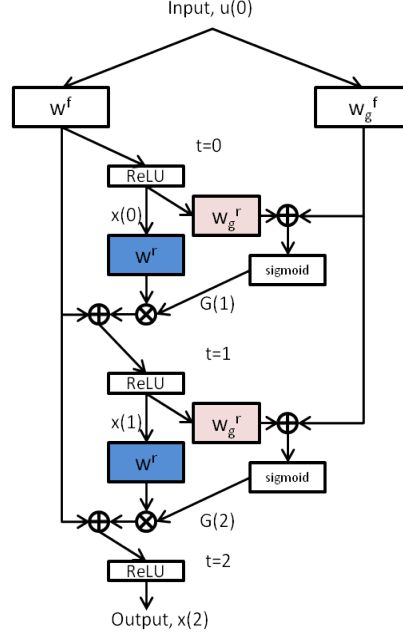 Input, u(0)
w^f
w_g^f
t=0
ReLU
x(0)
w_g^r
w^r
sigmoid
G(1)
t=1
ReLU
x(1)
w_g^r
w^r
sigmoid
G(2)
t=2
ReLU
Output, x(2)